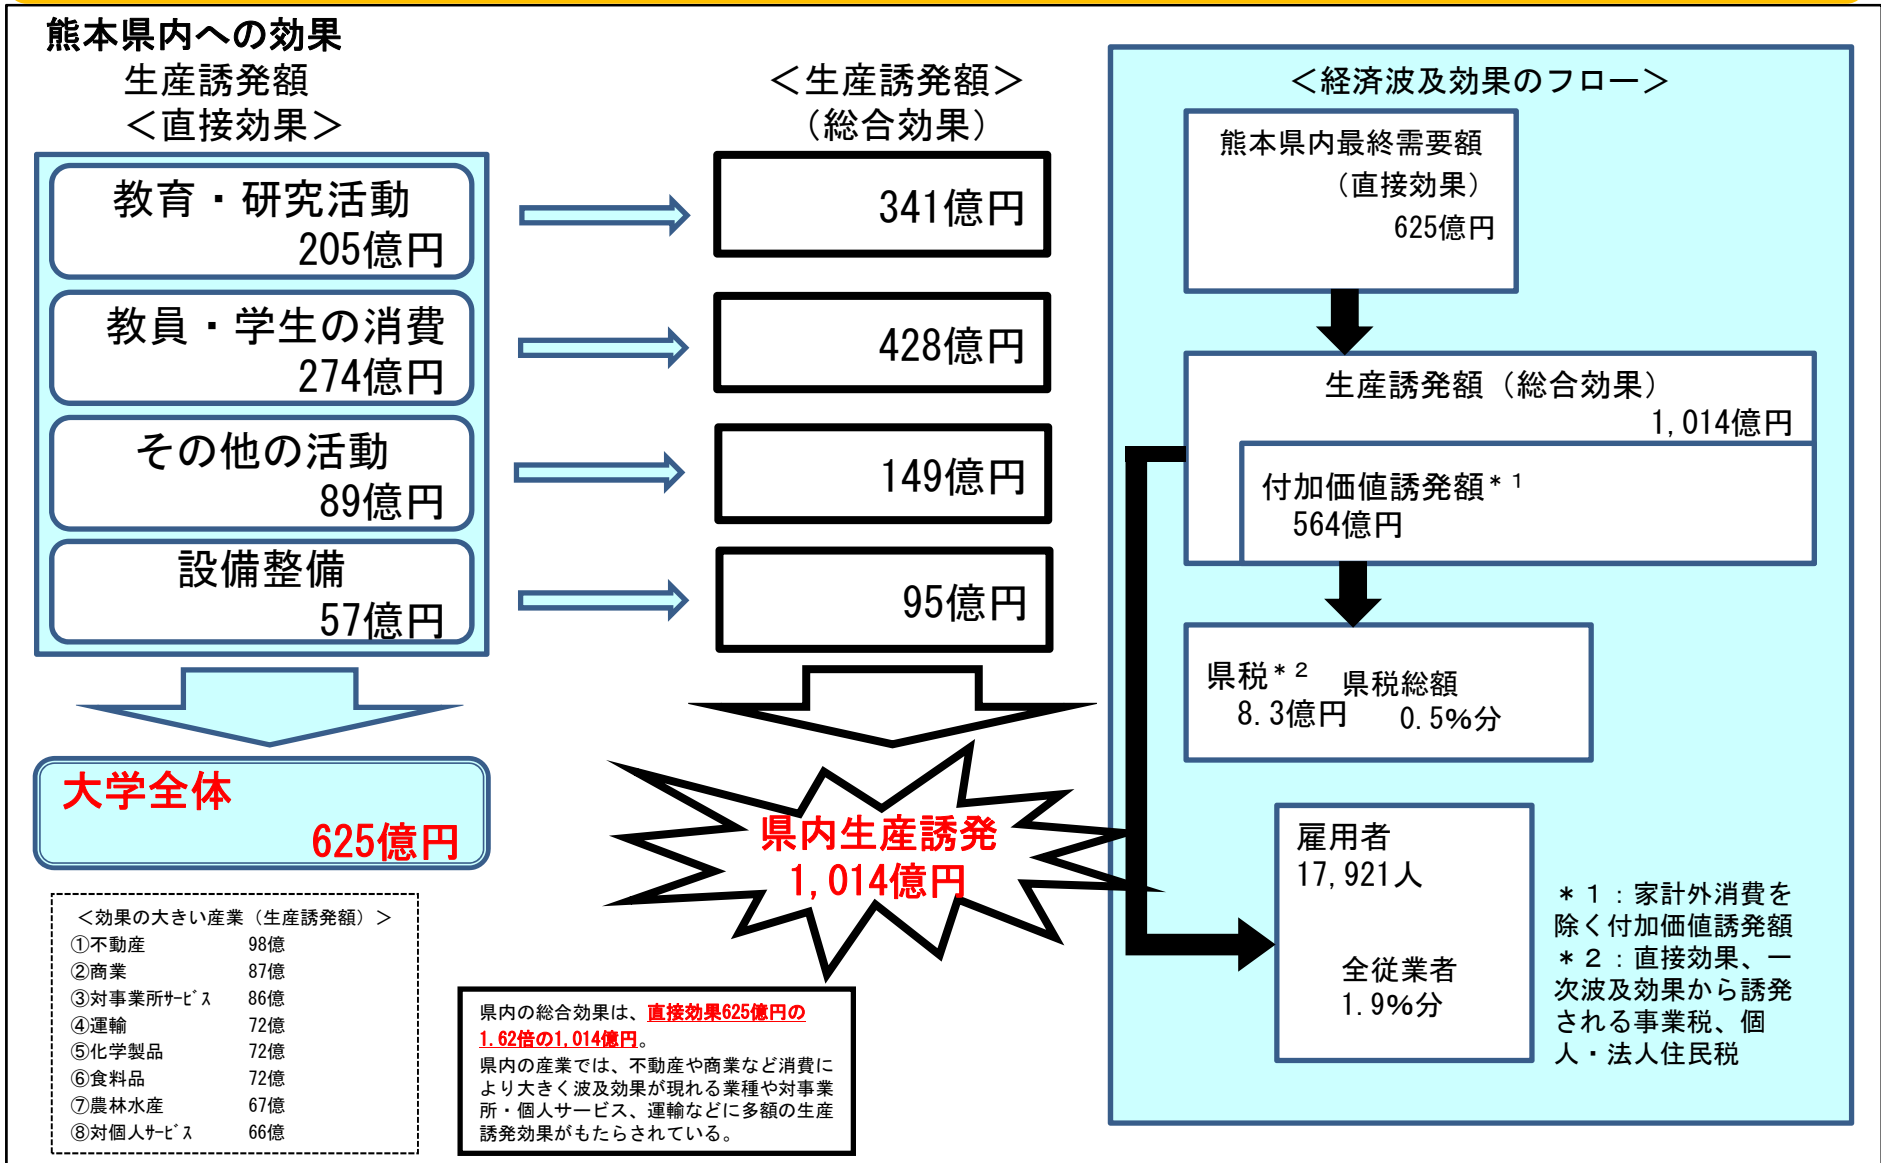 熊本県内への効果
生産誘発額
＜直接効果＞
教育・研究活動
205億円
教員・学生の消費
274億円
その他の活動
89億円
設備整備
57億円
大学全体
625億円
＜効果の大きい産業（生産誘発額）＞
①不動産 98億
②商業 87億
③対事業所ｻｰﾋﾞｽ 86億
④運輸 72億
⑤化学製品 72億
⑥食料品 72億
⑦農林水産 67億
⑧対個人ｻｰﾋﾞｽ 66億
＜生産誘発額＞
（総合効果）
341億円
428億円
149億円
95億円
県内生産誘発
1,014億円
県内の総合効果は、直接効果625億円の
1.62倍の1,014億円。
県内の産業では、不動産や商業など消費に
より大きく波及効果が現れる業種や対事業
所・個人サービス、運輸などに多額の生産
誘発効果がもたらされている。
＜経済波及効果のフロー＞
熊本県内最終需要額
（直接効果）
625億円
生産誘発額（総合効果）
1,014億円
付加価値誘発額*１
564億円
県税*２ 県税総額
8.3億円 0.5%分
雇用者
17,921人
全従業者
1.9%分
*１：家計外消費を
除く付加価値誘発額
*２：直接効果、一
次波及効果から誘発
される事業税、個
人・法人住民税